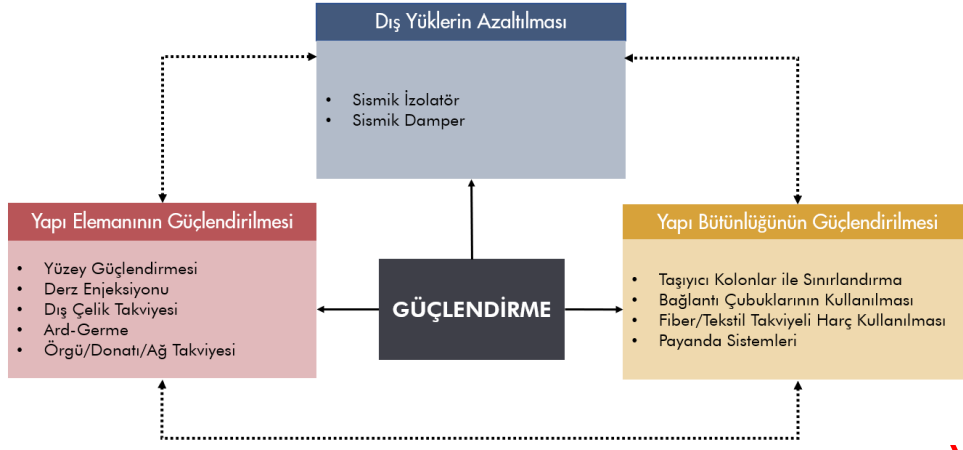 Dış Yüklerin Azaltılması
• Sismik İzolatör
• Sismik Damper
Yapı Elemanının Güçlendirilmesi
• Yüzey Güçlendirmesi
• Derz Enjeksiyonu
• Dış Çelik Takviyesi
• Ard-Germe
• Örgü/Donatı/Ağ Takviyesi
GÜÇLENDİRME
Yapı Bütünlüğünün Güçlendirilmesi
• Taşıyıcı Kolonlar ile Sınırlandırma
• Bağlantı Çubuklarının Kullanılması
• Fiber/Tekstil Takviyeli Harç Kullanılması
• Payanda Sistemleri